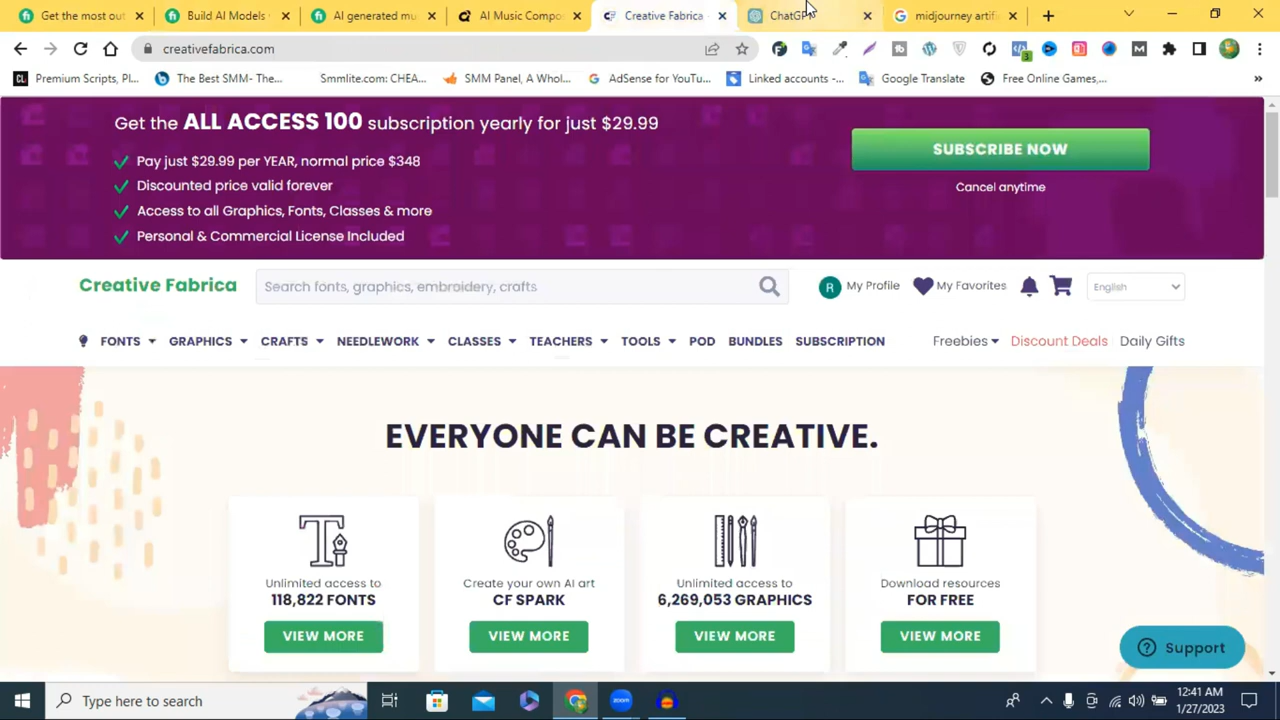 Get the most out
Build AI Models
AI generated mu
AI Music Compo
Creative Fabrica
ChatGP
midjourney artifi
creativefabrica.com
Premium Scripts, Pl...
The Best SMM- The...
Smmlite.com: CHEA...
SMM Panel, A Whol...
AdSense for YouTu...
Linked accounts -...
Google Translate
Free Online Games,...
Get the ALL ACCESS 100 subscription yearly for just $29.99
Pay just $29.99 per YEAR, normal price $348
Discounted price valid forever
Access to all Graphics, Fonts, Classes & more
Personal & Commercial License Included
SUBSCRIBE NOW
Cancel anytime
Creative Fabrica
Search fonts, graphics, embroidery, crafts
R My Profile
My Favorites
English
FONTS GRAPHICS CRAFTS NEEDLEWORK CLASSES TEACHERS TOOLS POD BUNDLES SUBSCRIPTION
Freebies Discount Deals Daily Gifts
EVERYONE CAN BE CREATIVE.
Unlimited access to
118,822 FONTS
VIEW MORE
Create your own AI art
CF SPARK
VIEW MORE
Unlimited access to
6,269,053 GRAPHICS
VIEW MORE
Download resources
FOR FREE
VIEW MORE
Support
Type here to search
zoom
12:41 AM
1/27/2023